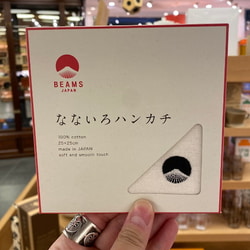 BEAMS
JAPAN
なないろハンカチ
100% cotton
25×25cm
made in JAPAN
soft and smooth touch